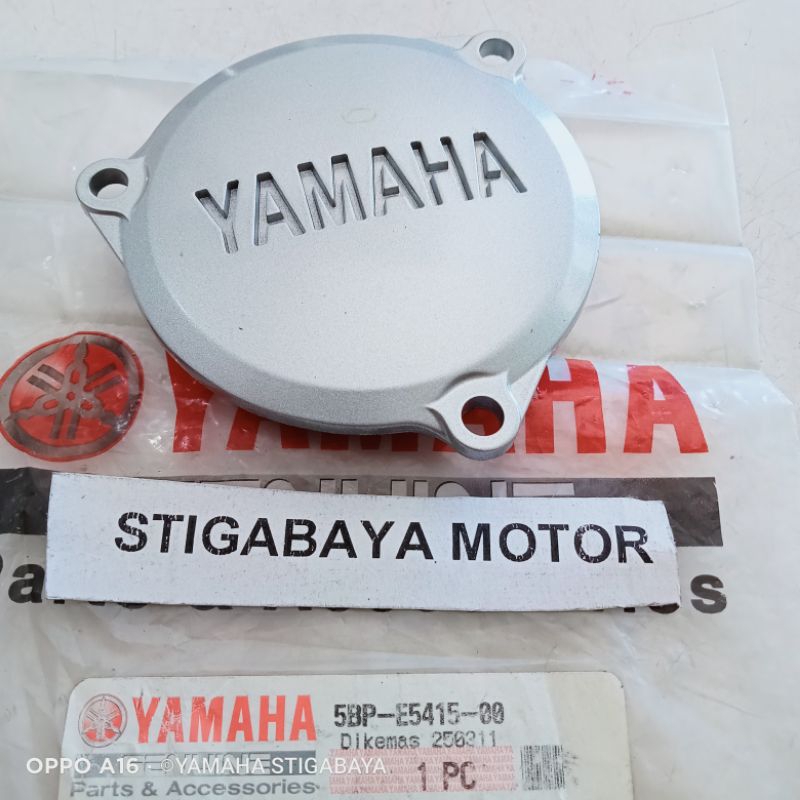 YAMAHA
YAMAHA
STIGABAYA MOTOR
YAMAHA
5BP-E5415-00
Dikemas 250311
1 PC
Parts & Accessories
OPPO A16 · ©YAMAHA STIGABAYA